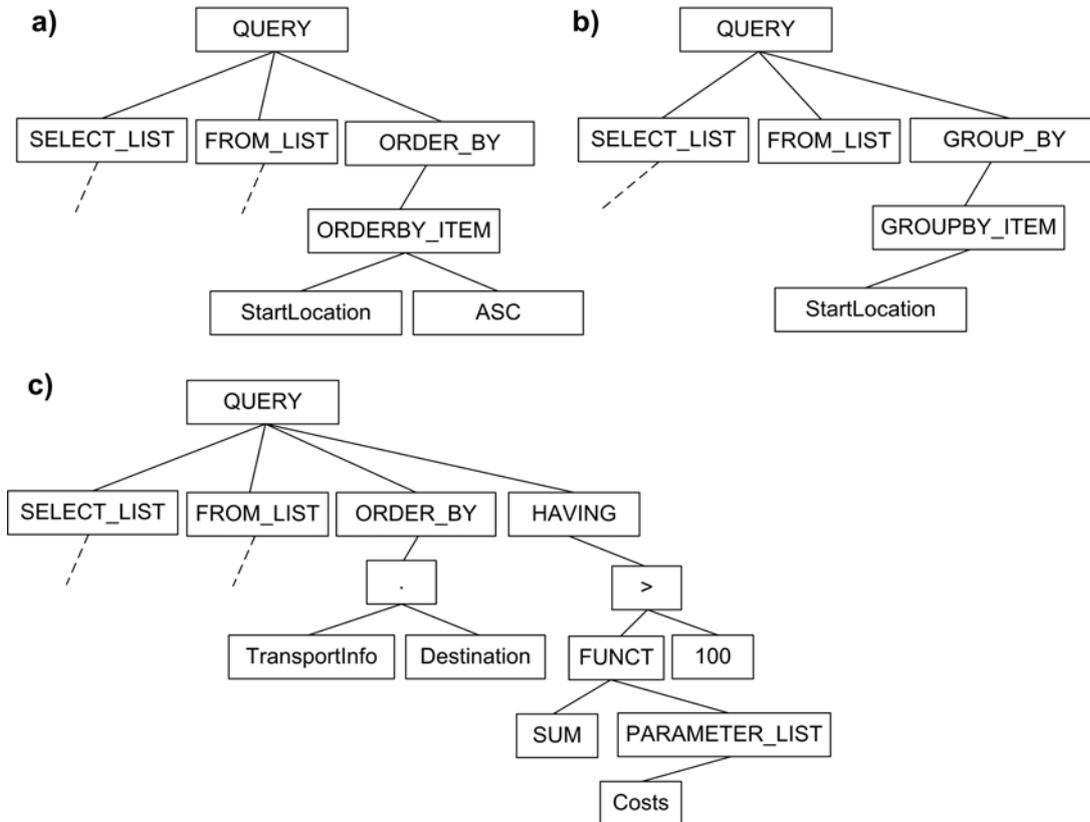 a)
QUERY
SELECT_LIST
FROM_LIST
ORDER_BY
ORDERBY_ITEM
StartLocation
ASC
b)
QUERY
SELECT_LIST
FROM_LIST
GROUP_BY
GROUPBY_ITEM
StartLocation
c)
QUERY
SELECT_LIST
FROM_LIST
ORDER_BY
HAVING
.
>
TransportInfo
Destination
FUNCT
100
SUM
PARAMETER_LIST
Costs